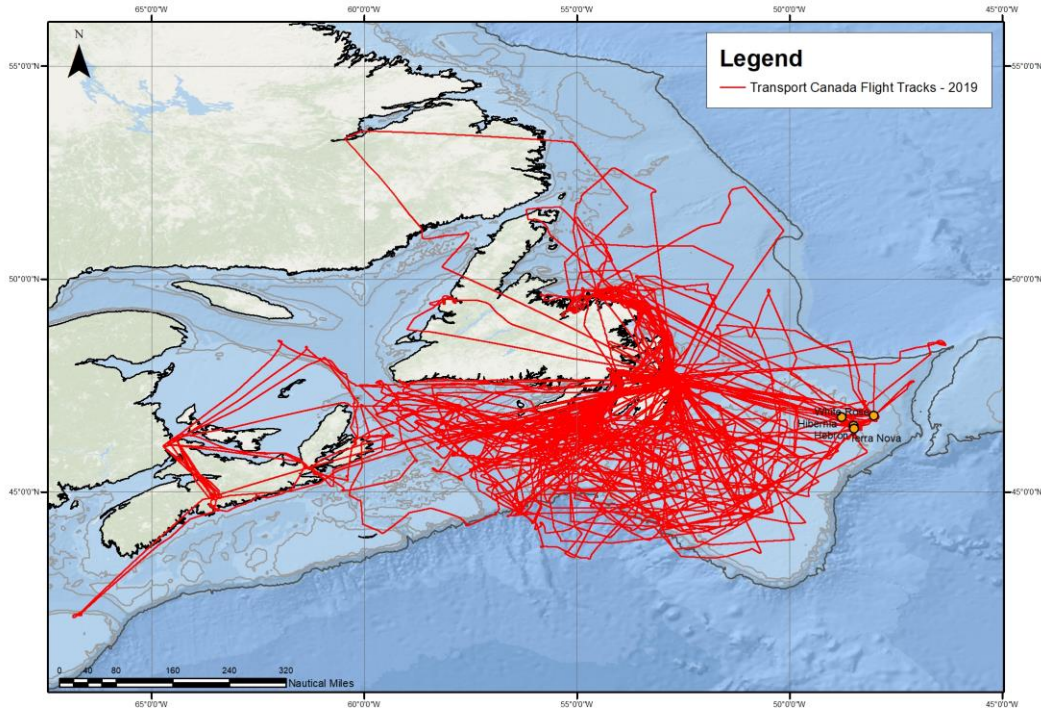 65°0'0"W 60°0'0"W 55°0'0"W 50°0'0"W 45°0'0"W
N
Legend
Transport Canada Flight Tracks - 2019
55°0'0"N 55°0'0"N
50°0'0"N 50°0'0"N
White Rose
Hibernia
Hebron Terra Nova
45°0'0"N 45°0'0"N
0 40 80 160 240 320
Nautical Miles
65°0'0"W 60°0'0"W 55°0'0"W 50°0'0"W 45°0'0"W